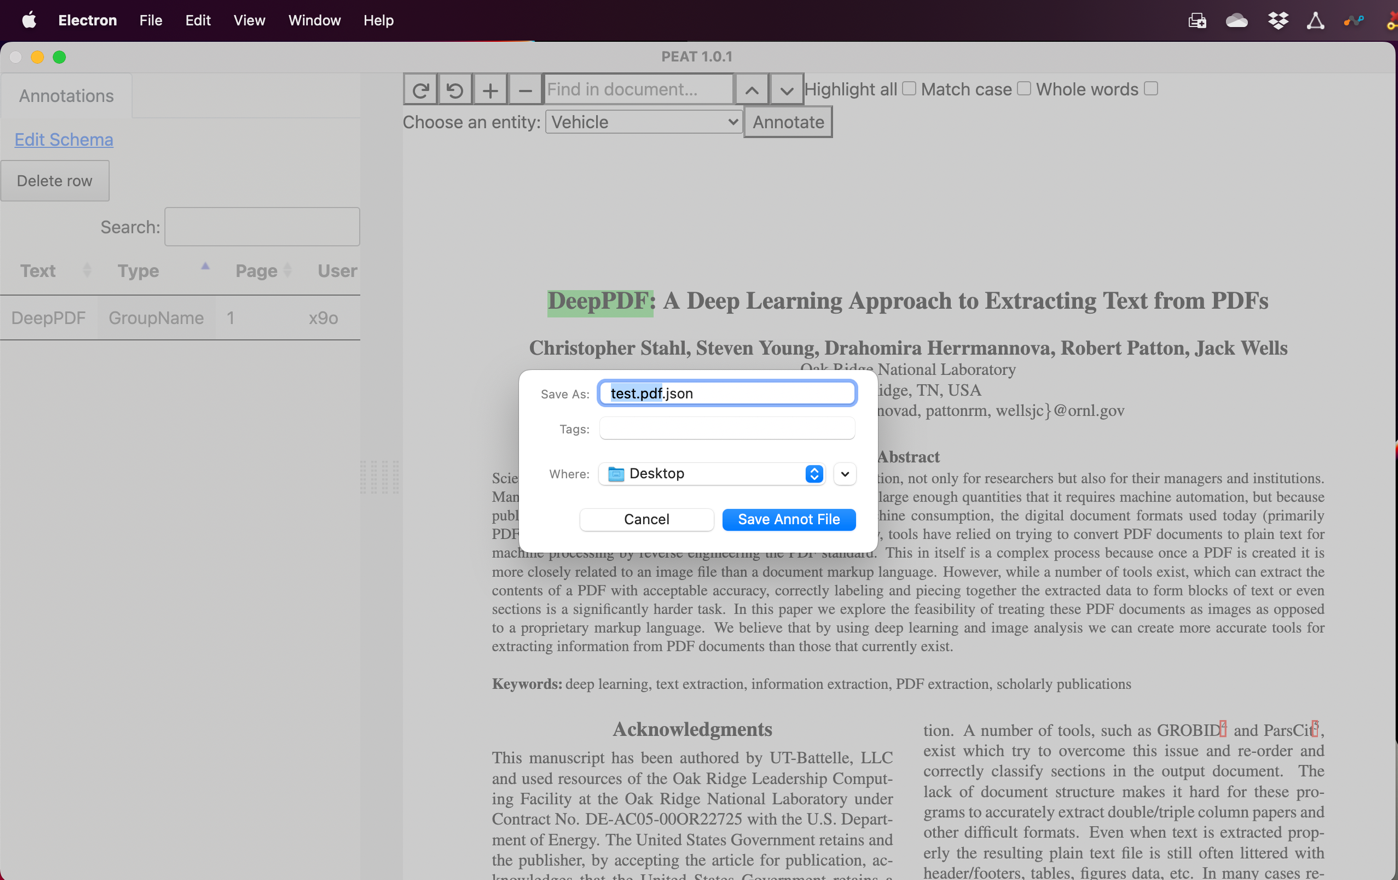 Electron File Edit View Window Help
PEAT 1.0.1
Annotations
Edit Schema
Delete row
Search:
Text Type Page User
DeepPDF GroupName 1 x9o
Find in document... Highlight all Match case Whole words
Choose an entity: Vehicle Annotate
DeepPDF: A Deep Learning Approach to Extracting Text from PDFs
Christopher Stahl, Steven Young, Drahomira Herrmannova, Robert Patton, Jack Wells
Oak Ridge National Laboratory
idge, TN, USA
novad, pattonrm, wellsjc}@ornl.gov
Save As: test.pdf.json
Tags:
Where: Desktop
Cancel Save Annot File
Abstract
Scie tion, not only for researchers but also for their managers and institutions.
Man large enough quantities that it requires machine automation, but because
publ hine consumption, the digital document formats used today (primarily
PDF , tools have relied on trying to convert PDF documents to plain text for
machine processing by reverse engineering the PDF standard. This in itself is a complex process because once a PDF is created it is
more closely related to an image file than a document markup language. However, while a number of tools exist, which can extract the
contents of a PDF with acceptable accuracy, correctly labeling and piecing together the extracted data to form blocks of text or even
sections is a significantly harder task. In this paper we explore the feasibility of treating these PDF documents as images as opposed
to a proprietary markup language. We believe that by using deep learning and image analysis we can create more accurate tools for
extracting information from PDF documents than those that currently exist.
Keywords: deep learning, text extraction, information extraction, PDF extraction, scholarly publications
Acknowledgments
This manuscript has been authored by UT-Battelle, LLC
and used resources of the Oak Ridge Leadership Comput-
ing Facility at the Oak Ridge National Laboratory under
Contract No. DE-AC05-00OR22725 with the U.S. Depart-
ment of Energy. The United States Government retains and
the publisher, by accepting the article for publication, ac-
knowledges that the United States Government retains a
tion. A number of tools, such as GROBID and ParsCit,
exist which try to overcome this issue and re-order and
correctly classify sections in the output document. The
lack of document structure makes it hard for these pro-
grams to accurately extract double/triple column papers and
other difficult formats. Even when text is extracted prop-
erly the resulting plain text file is still often littered with
header/footers, tables, figures data, etc. In many cases re-